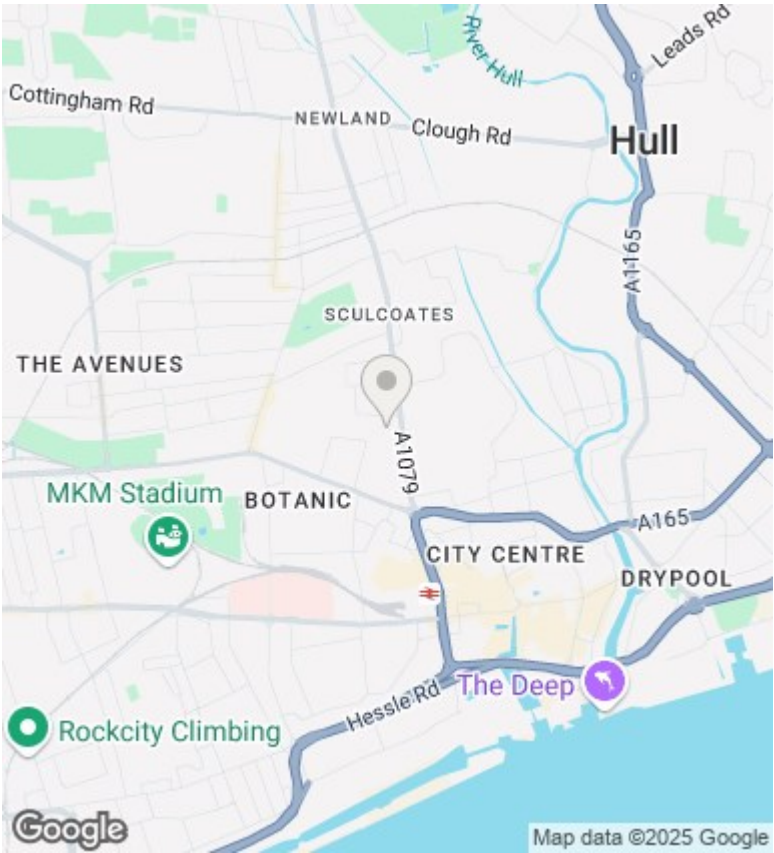 Leads Rd
River Hull
Cottingham Rd
NEWLAND
Clough Rd
Hull
A1165
SCULCOATES
THE AVENUES
A1079
MKM Stadium
BOTANIC
A165
CITY CENTRE
DRYPOOL
The Deep
Hessle Rd
Rockcity Climbing
Google
Map data ©2025 Google